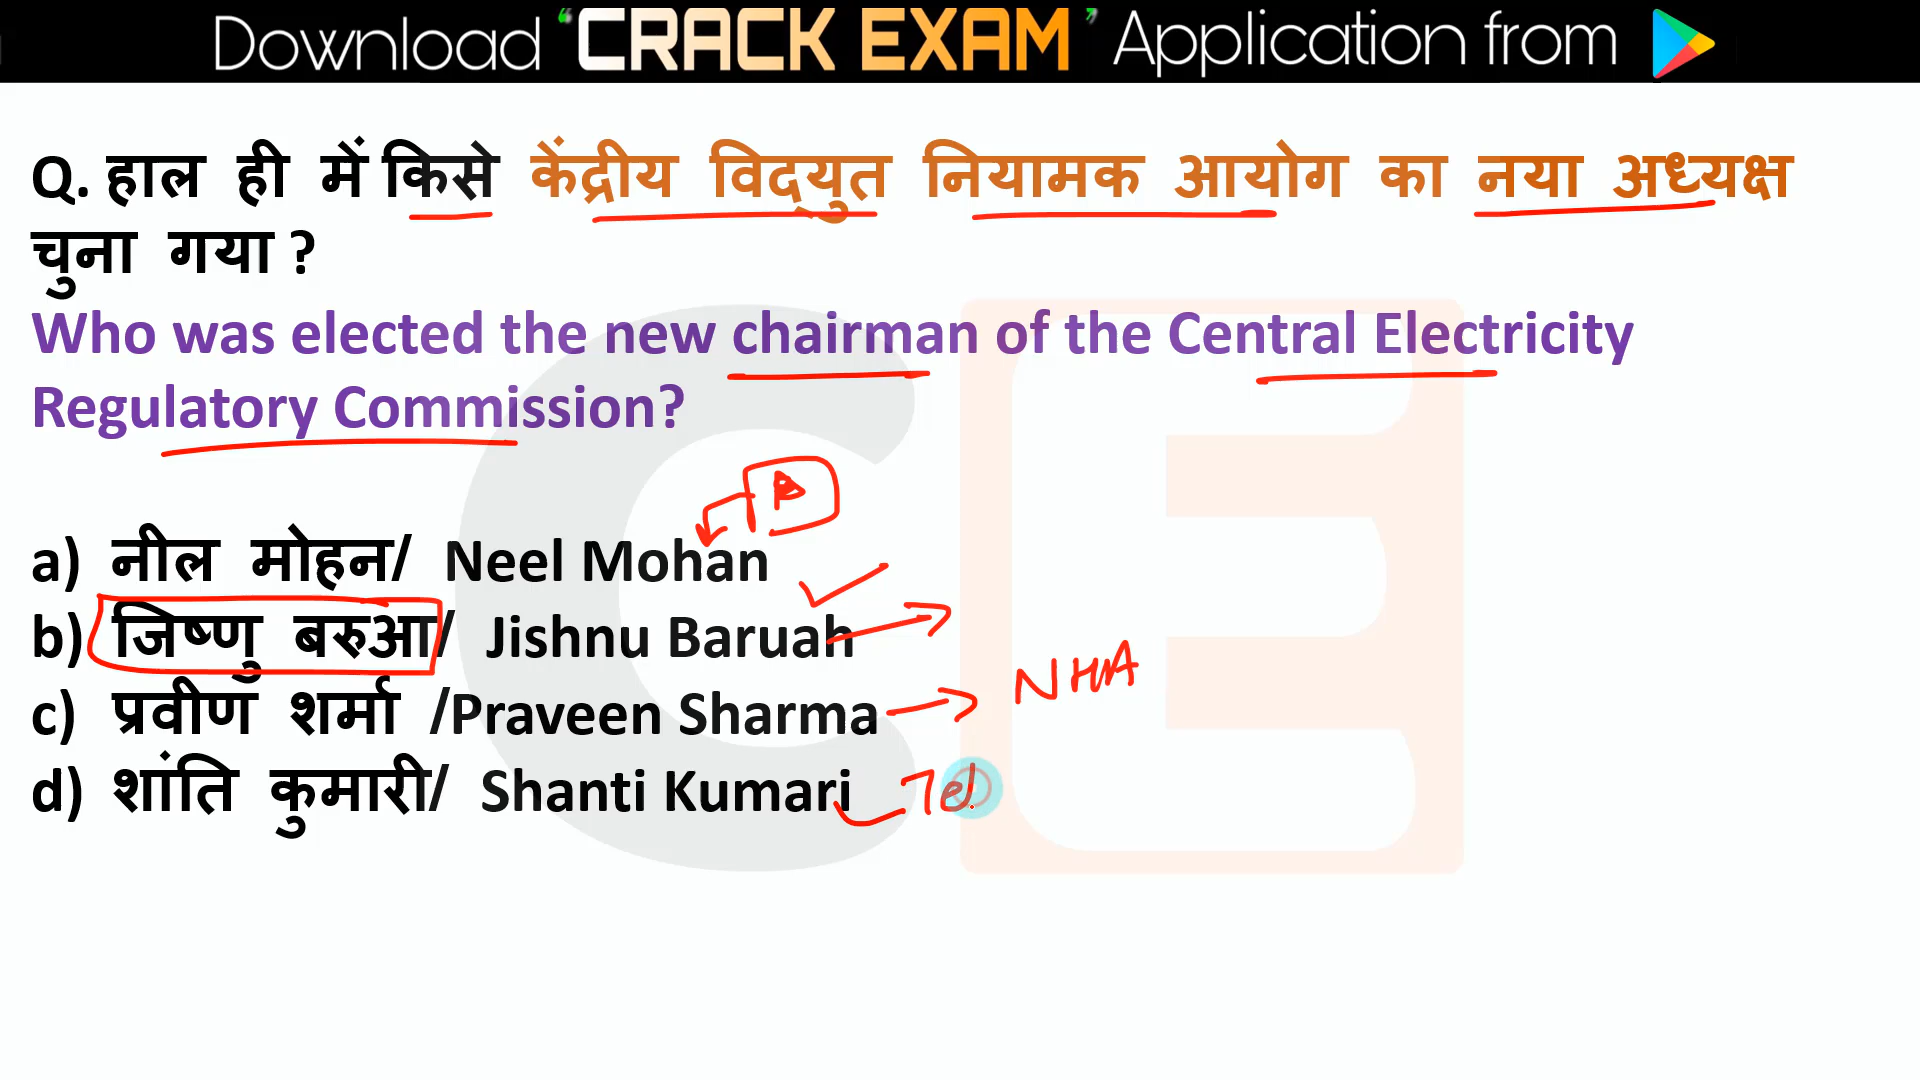 Download "CRACK EXAM" Application from
Q. हाल ही में किसे केंद्रीय विद्युत नियामक आयोग का नया अध्यक्ष
चुना गया ?
Who was elected the new chairman of the Central Electricity
Regulatory Commission?
a) नील मोहन/ Neel Mohan
b) जिष्णु बरुआ/ Jishnu Baruah
NHA
c) प्रवीण शर्मा /Praveen Sharma
d) शांति कुमारी/ Shanti Kumari Tel